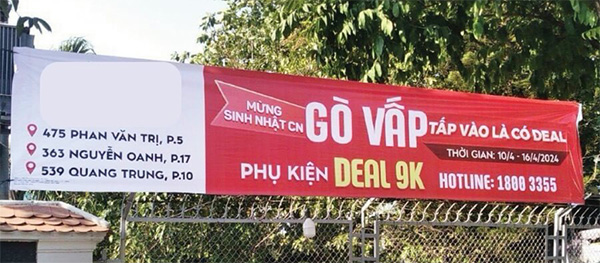 475 PHAN VĂN TRỊ, P.5
363 NGUYỄN OANH, P.17
539 QUANG TRUNG, P.10
MỪNG
SINH NHẬT CN
GÒ VẤP
TẤP VÀO LÀ CÓ DEAL
THỜI GIAN: 10/4 - 16/4/2024
PHỤ KIỆN DEAL 9K
HOTLINE: 1800 3355